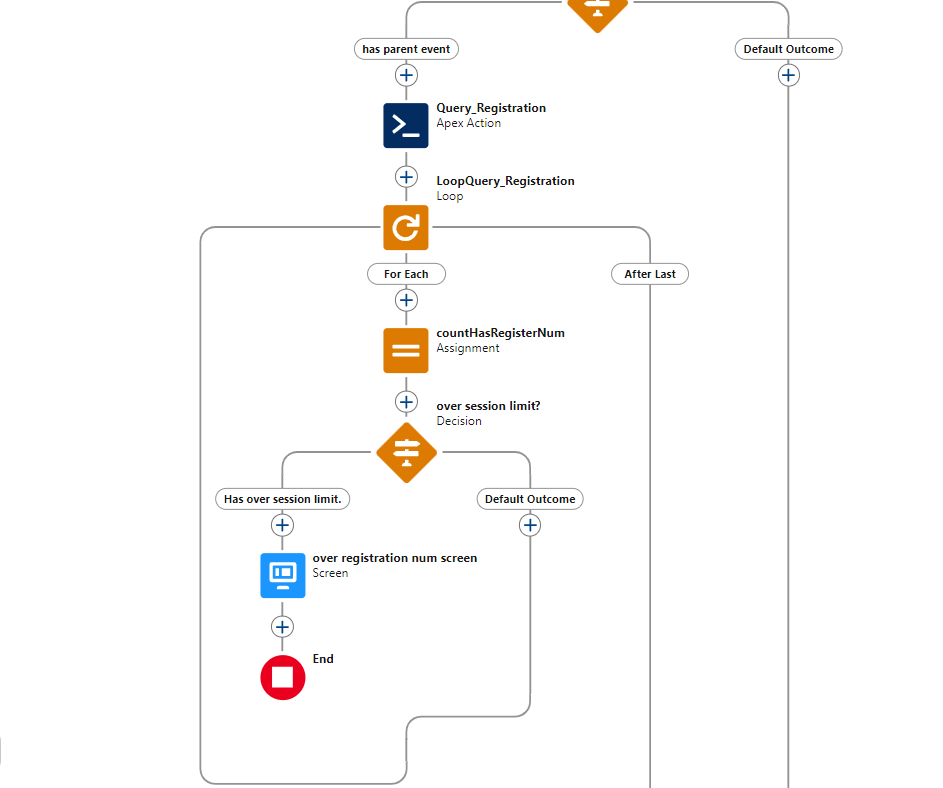 has parent event
Default Outcome
Query_Registration
Apex Action
LoopQuery_Registration
Loop
For Each
After Last
countHasRegisterNum
Assignment
over session limit?
Decision
Has over session limit.
Default Outcome
over registration num screen
Screen
End